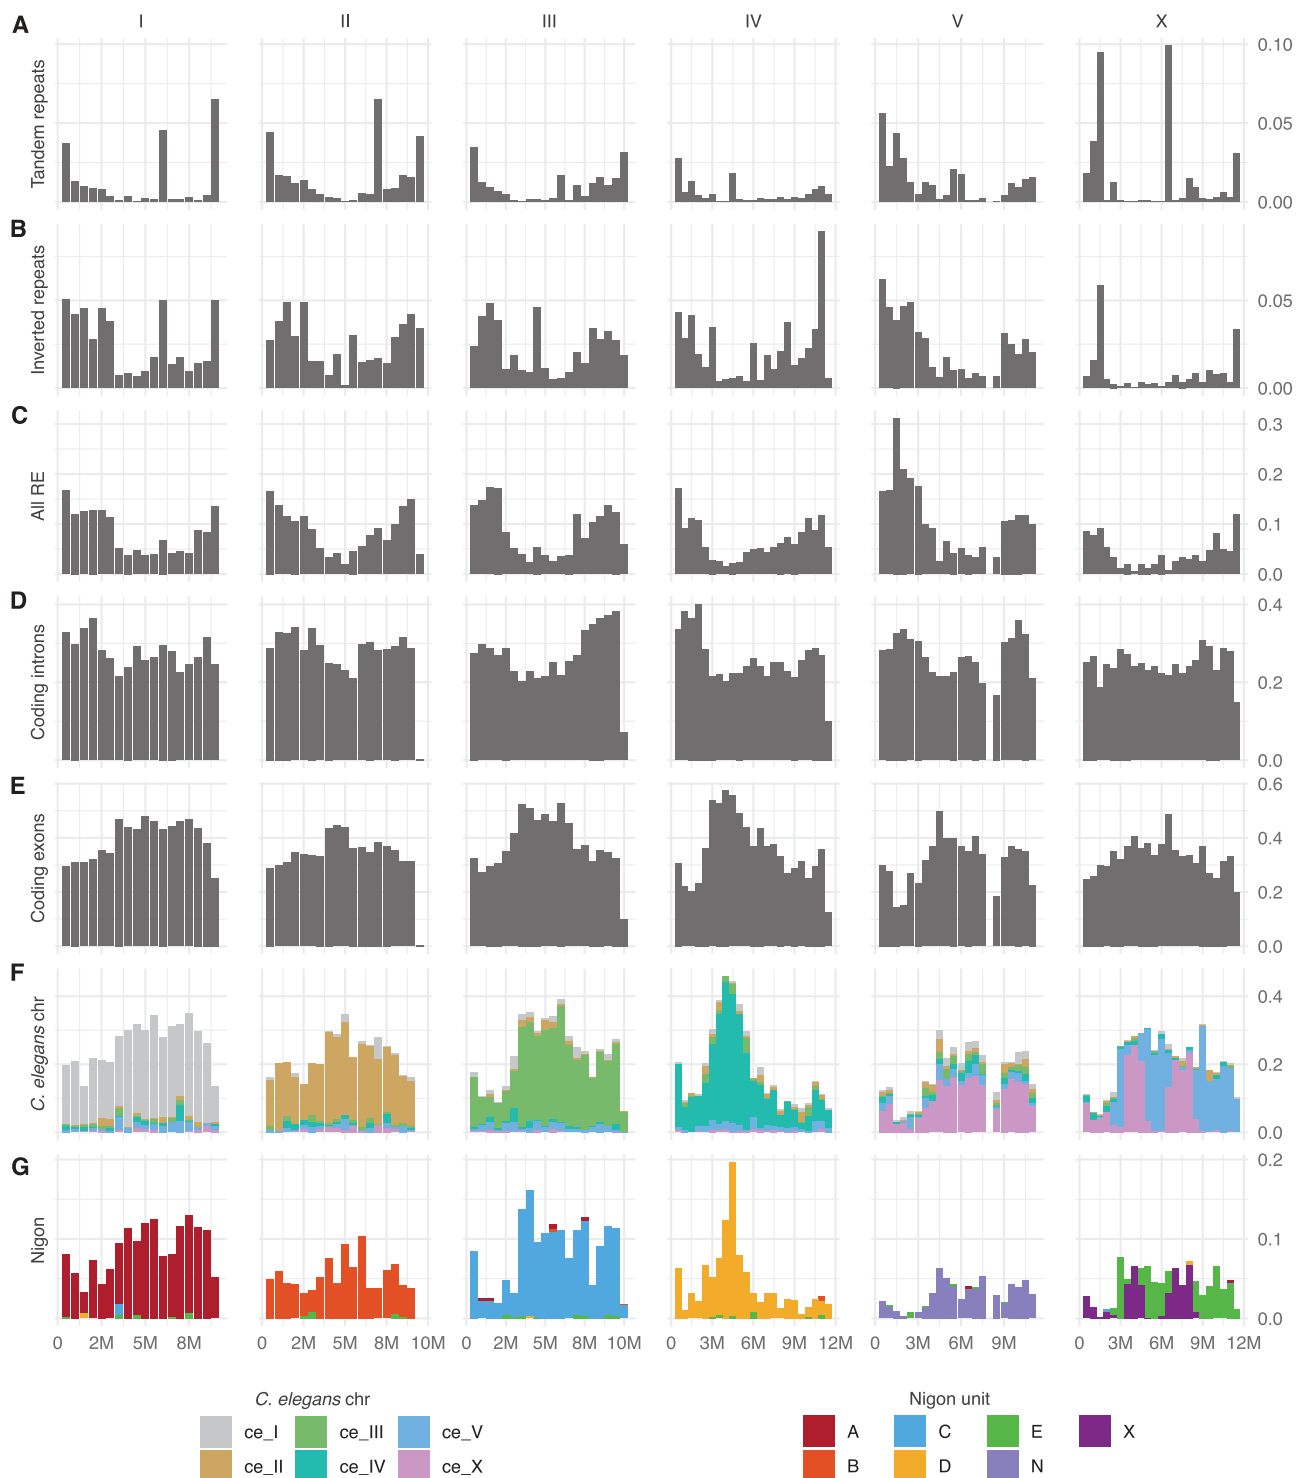 I II III IV V X
A Tandem repeats 0.10 0.05 0.00
B Inverted repeats 0.05 0.00
C All RE 0.3 0.2 0.1 0.0
D Coding introns 0.4 0.2 0.0
E Coding exons 0.6 0.4 0.2 0.0
F C. elegans chr 0.4 0.2 0.0
G Nigon 0.2 0.1 0.0
0 2M 5M 8M 0 2M 5M 8M 10M 0 2M 5M 8M 10M 0 3M 6M 9M 12M 0 3M 6M 9M 0 3M 6M 9M 12M
C. elegans chr Nigon unit
ce_I ce_III ce_V A C E X
ce_II ce_IV ce_X B D N